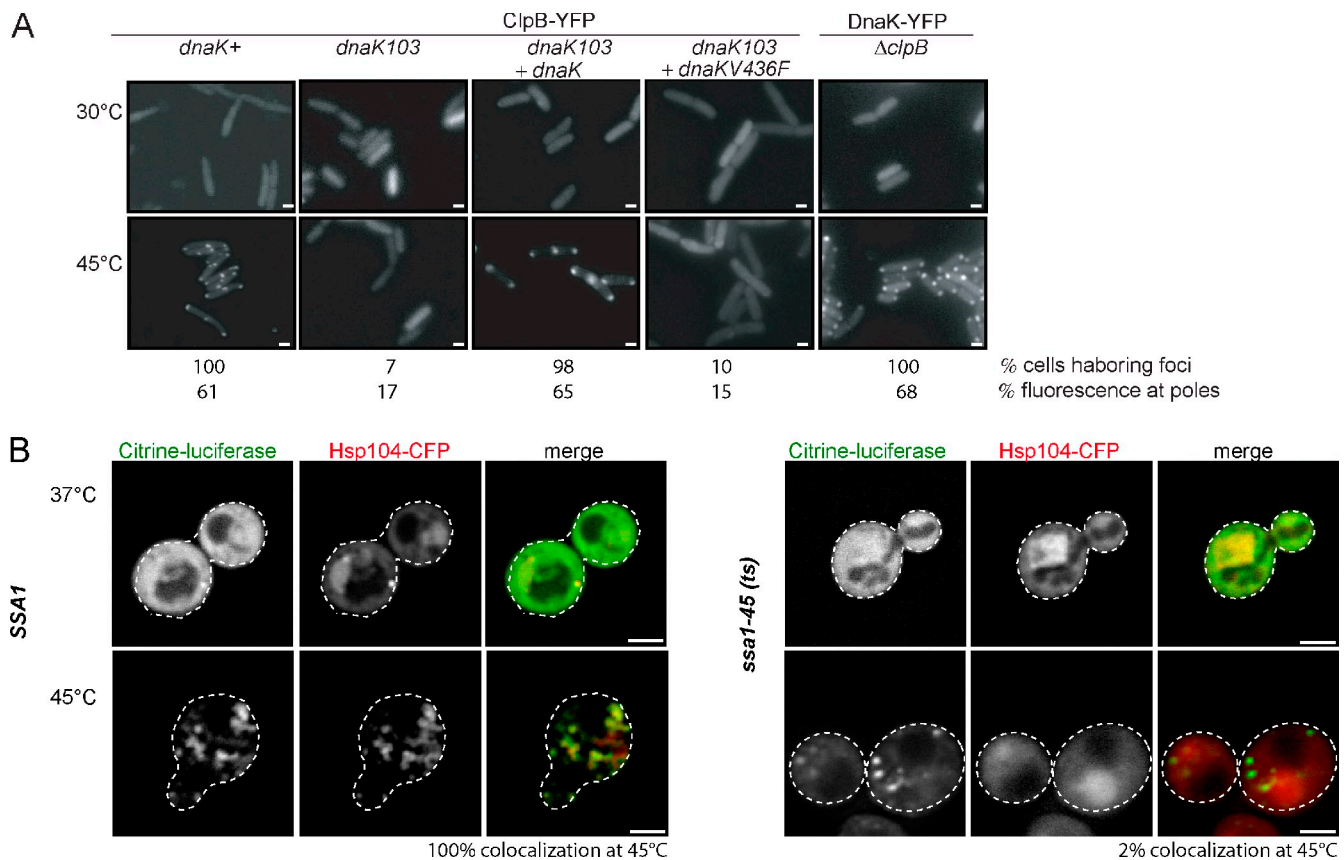 A
ClpB-YFP
DnaK-YFP
dnaK+
dnaK103
dnaK103
+ dnaK
dnaK103
+ dnaKV436F
ΔclpB
30°C
45°C
100 7 98 10 100 % cells haboring foci
61 17 65 15 68 % fluorescence at poles
B
Citrine-luciferase Hsp104-CFP merge
37°C
SSA1
45°C
100% colocalization at 45°C
Citrine-luciferase Hsp104-CFP merge
ssa1-45 (ts)
2% colocalization at 45°C